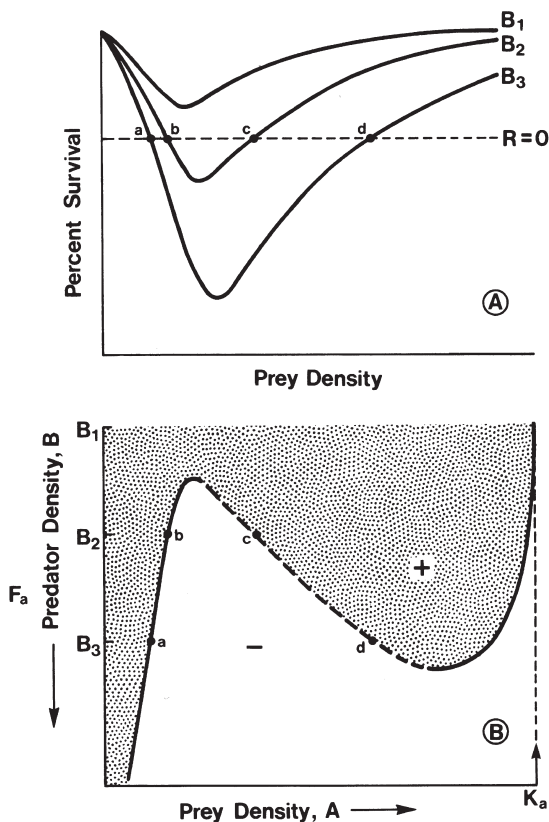 B1
B2
B3
a
b
c
d
R=0
Percent Survival
A
Prey Density
B1
B2
B3
Predator Density, B
Fa
b
c
a
d
+
−
B
Ka
Prey Density, A